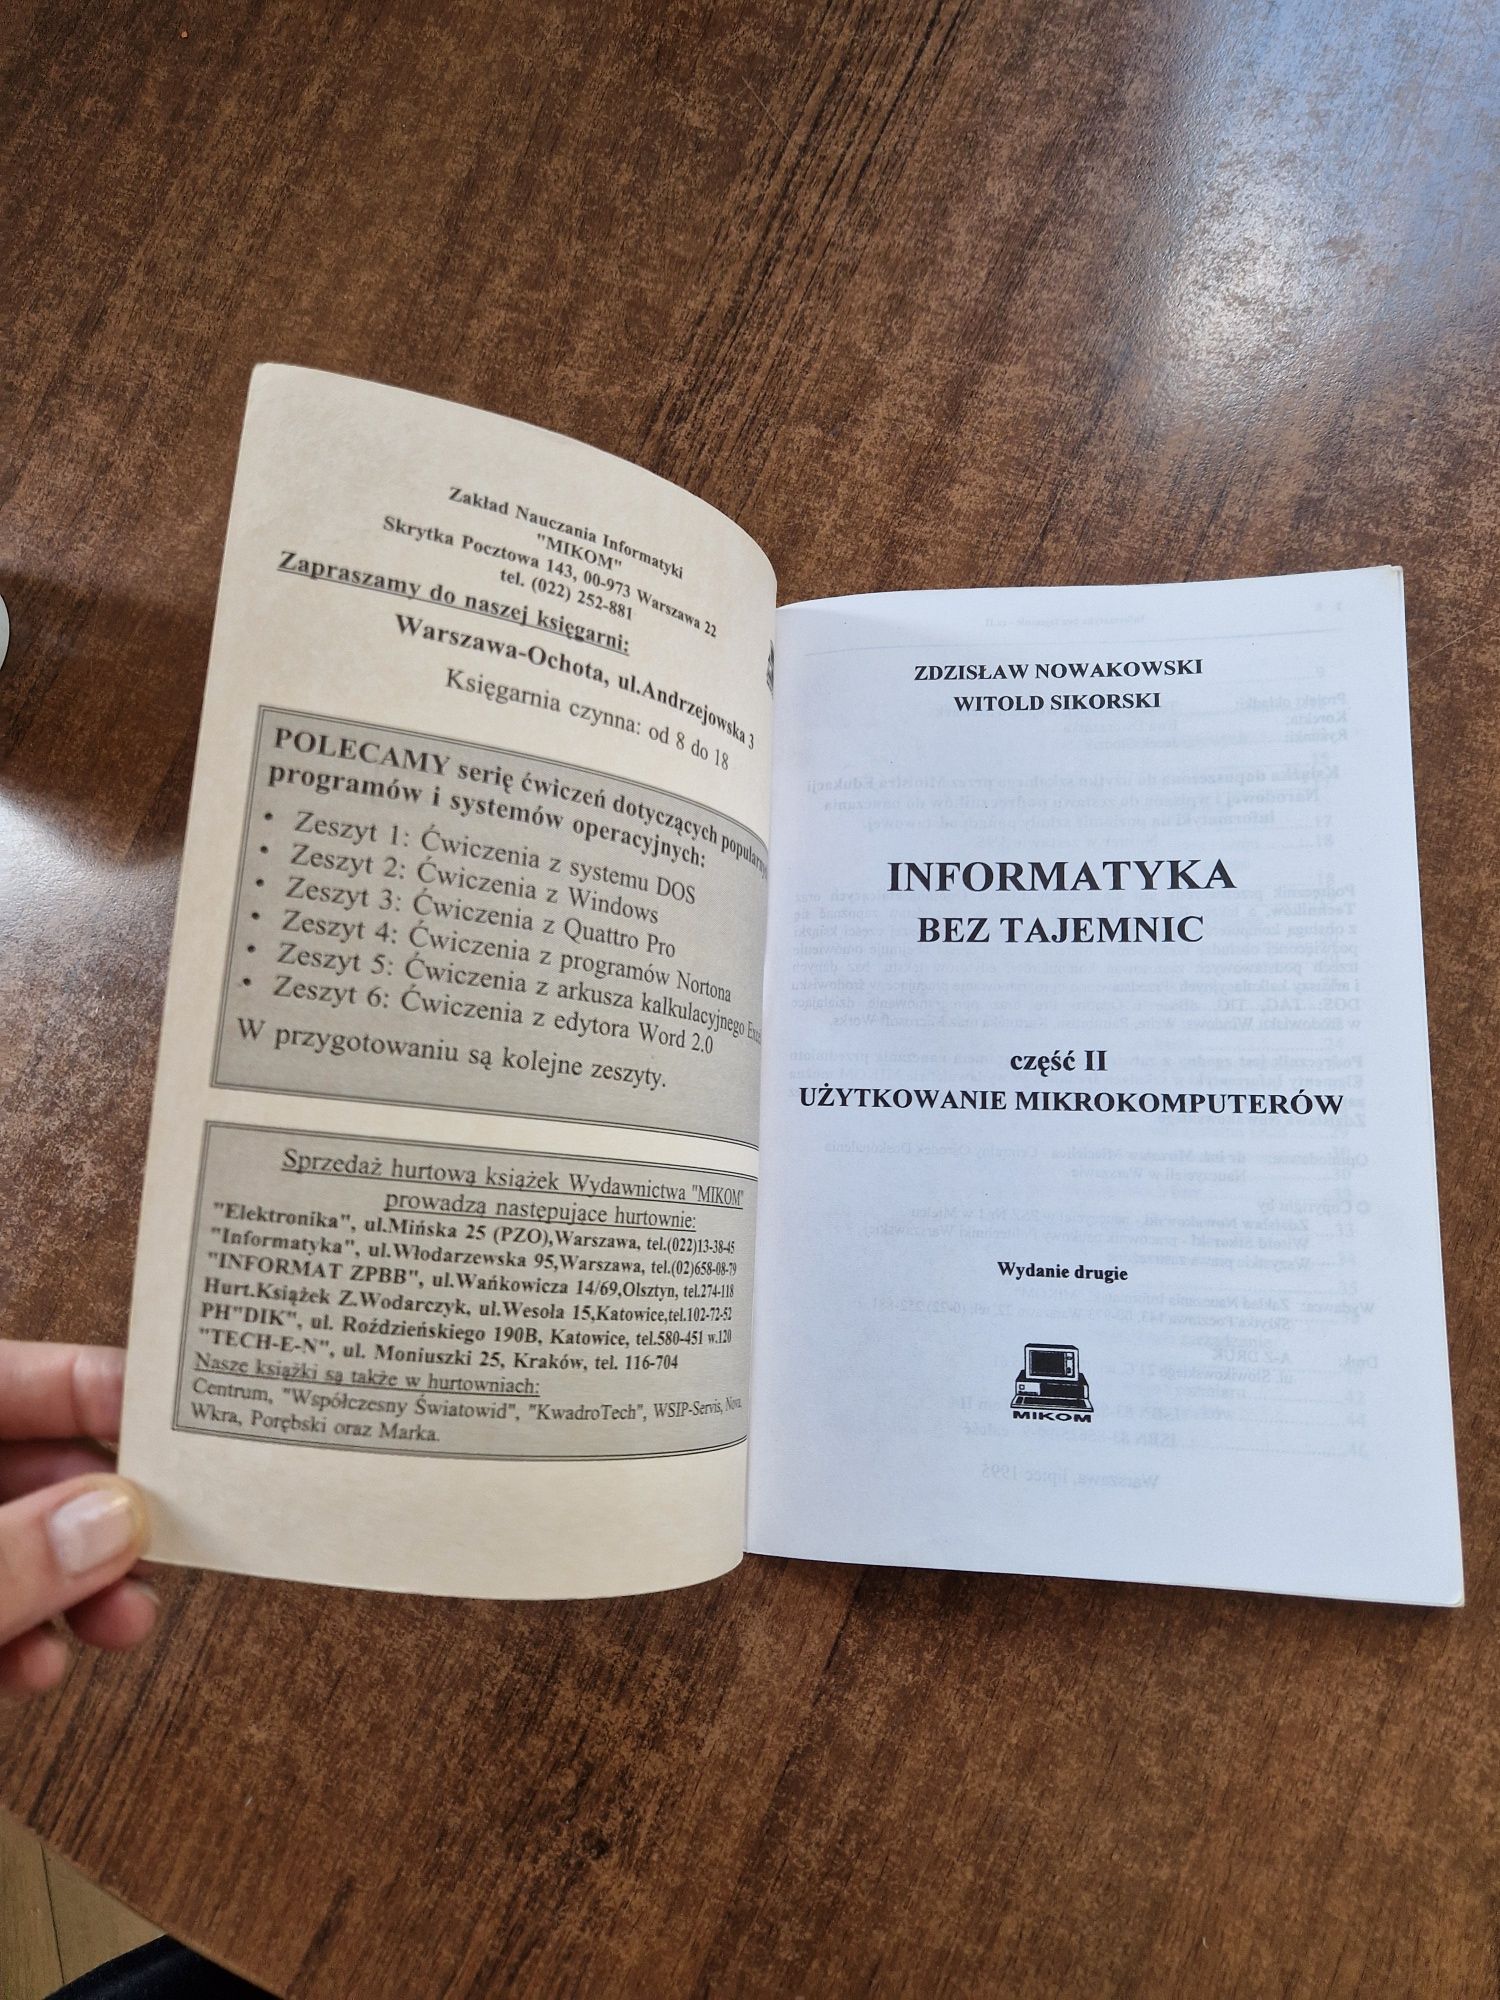 Zakład Nauczania Informatyki
"MIKOM"
Skrytka Pocztowa 143, 00-973 Warszawa 22
tel. (022) 252-881
Zapraszamy do naszej księgarni:
Warszawa-Ochota, ul.Andrzejowska 3
Księgarnia czynna: od 8 do 18
POLECAMY serię ćwiczeń dotyczących
programów i systemów operacyjnych:
• Zeszyt 1: Ćwiczenia z systemu DOS
• Zeszyt 2: Ćwiczenia z Windows
• Zeszyt 3: Ćwiczenia z Quattro Pro
• Zeszyt 4: Ćwiczenia z programów Nortona
• Zeszyt 5: Ćwiczenia z arkusza kalkulacyjnego
• Zeszyt 6: Ćwiczenia z edytora Word 2.0
W przygotowaniu są kolejne zeszyty.
Sprzedaż hurtową książek Wydawnictwa "MIKOM"
prowadzą następujące hurtownie:
"Elektronika", ul.Mińska 25 (PZO),Warszawa, tel.(022)13-38-45
"Informatyka", ul.Włodarzewska 95,Warszawa, tel.(02)658-08-79
"INFORMAT ZPBB", ul.Wańkowicza 14/69,Olsztyn, tel.274-118
Hurt.Książek Z.Wodarczyk, ul.Wesoła 15,Katowice,tel.102-72-52
PH"DIK", ul. Roździeńskiego 190B, Katowice, tel.580-451 w.120
"TECH-E-N", ul. Moniuszki 25, Kraków, tel. 116-704
Nasze książki są także w hurtowniach:
Centrum, "Współczesny Światowid", "KwadroTech", WSIP-Servis, Nova,
Wkra, Porębski oraz Marka.
ZDZISŁAW NOWAKOWSKI
WITOLD SIKORSKI
INFORMATYKA
BEZ TAJEMNIC
część II
UŻYTKOWANIE MIKROKOMPUTERÓW
Wydanie drugie
MIKOM